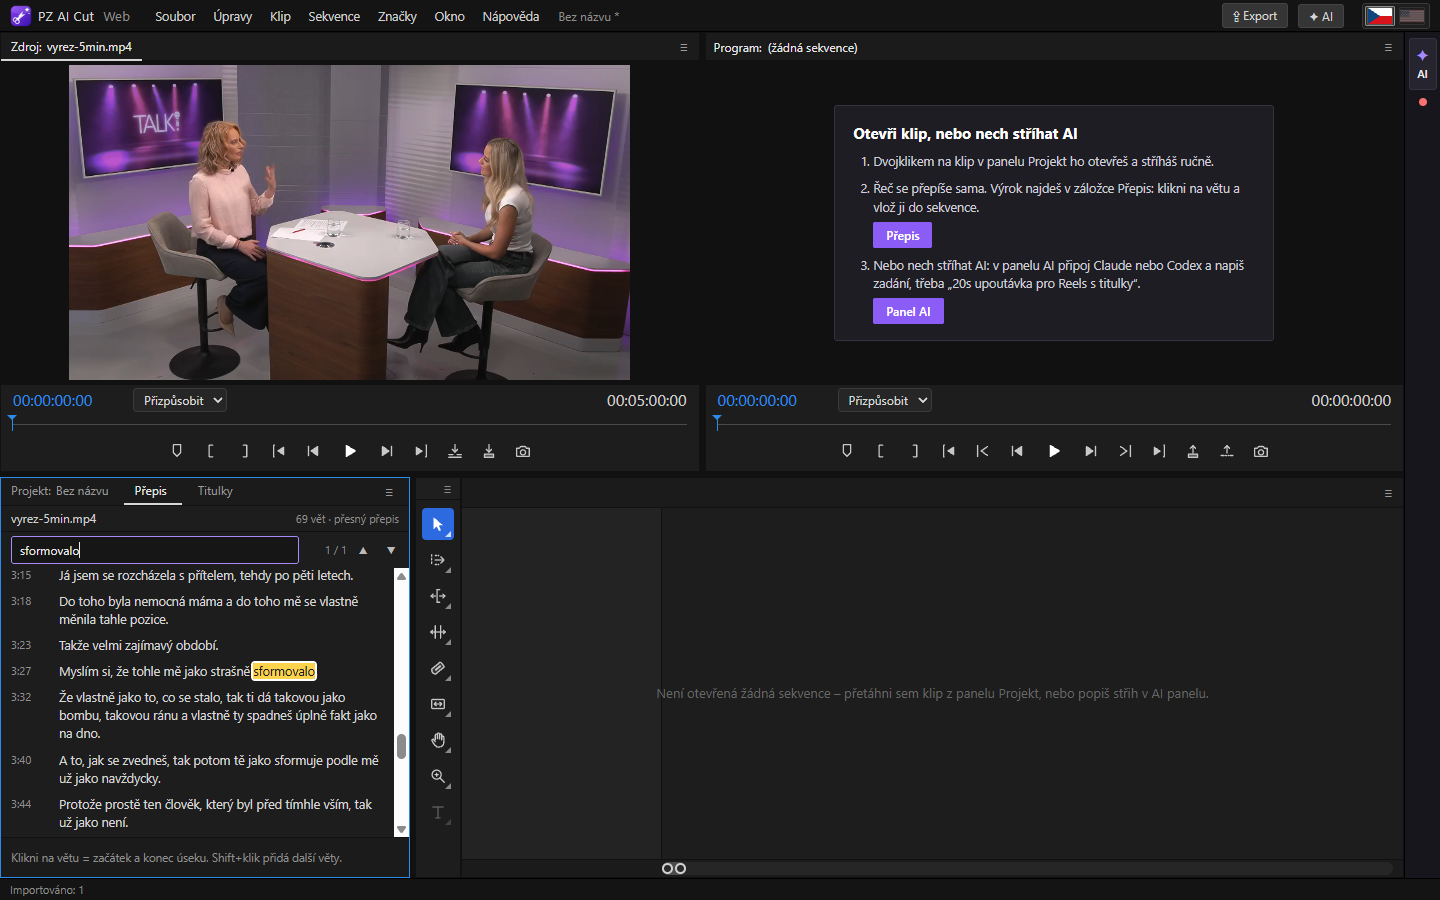 PZ AI Cut Web Soubor Úpravy Klip Sekvence Značky Okno Nápověda Bez názvu * Export AI
Zdroj: vyrez-5min.mp4
TALK!
00:00:00:00 Přizpůsobit 00:05:00:00
Program: (žádná sekvence)
Otevři klip, nebo nech stříhat AI
1. Dvojklikem na klip v panelu Projekt ho otevřeš a stříháš ručně.
2. Řeč se přepíše sama. Výrok najdeš v záložce Přepis: klikni na větu a
vlož ji do sekvence.
Přepis
3. Nebo nech stříhat AI: v panelu AI připoj Claude nebo Codex a napiš
zadání, třeba „20s upoutávka pro Reels s titulky“.
Panel AI
00:00:00:00 Přizpůsobit 00:00:00:00
AI
Projekt: Bez názvu Přepis Titulky
vyrez-5min.mp4 69 vět · přesný přepis
sformovalo 1 / 1
3:15 Já jsem se rozcházela s přítelem, tehdy po pěti letech.
3:18 Do toho byla nemocná máma a do toho mě se vlastně
měnila tahle pozice.
3:23 Takže velmi zajímavý období.
3:27 Myslím si, že tohle mě jako strašně sformovalo
3:32 Že vlastně jako to, co se stalo, tak ti dá takovou jako
bombu, takovou ránu a vlastně ty spadneš úplně fakt jako
na dno.
3:40 A to, jak se zvedneš, tak potom tě jako sformuje podle mě
už jako navždycky.
3:44 Protože prostě ten člověk, který byl před tímhle vším, tak
už jako není.
Klikni na větu = začátek a konec úseku. Shift+klik přidá další věty.
Není otevřená žádná sekvence – přetáhni sem klip z panelu Projekt, nebo popiš střih v AI panelu.
Importováno: 1